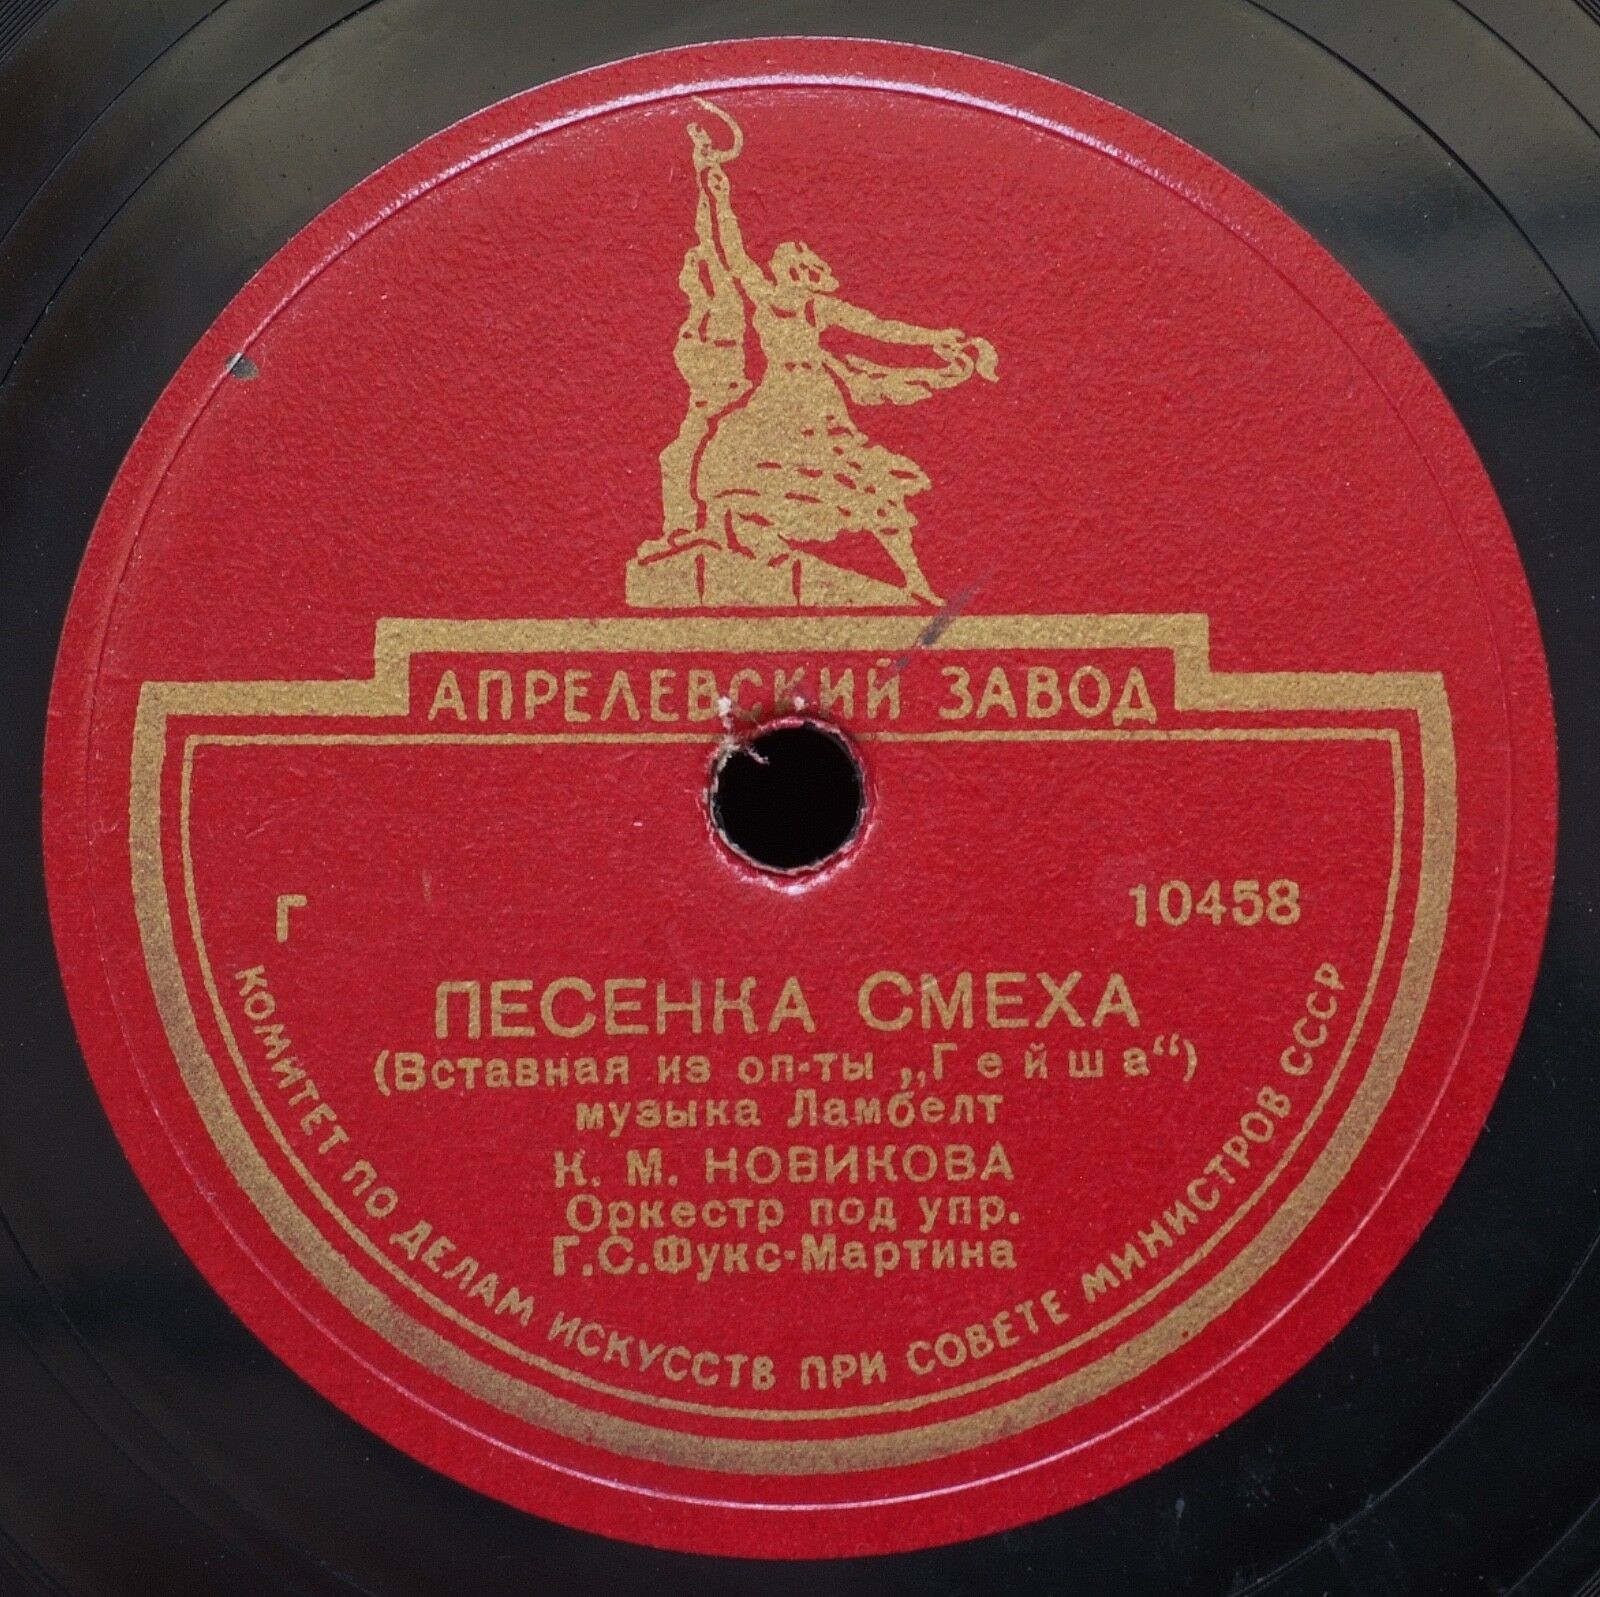 АПРЕЛЕВСКИЙ ЗАВОД
Г 10458
ПЕСЕНКА СМЕХА
(Вставная из оп-ты „Гейша“)
музыка Ламбелт
К. М. НОВИКОВА
Оркестр под упр.
Г.С.Фукс-Мартина
КОМИТЕТ ПО ДЕЛАМ ИСКУССТВ ПРИ СОВЕТЕ МИНИСТРОВ СССР